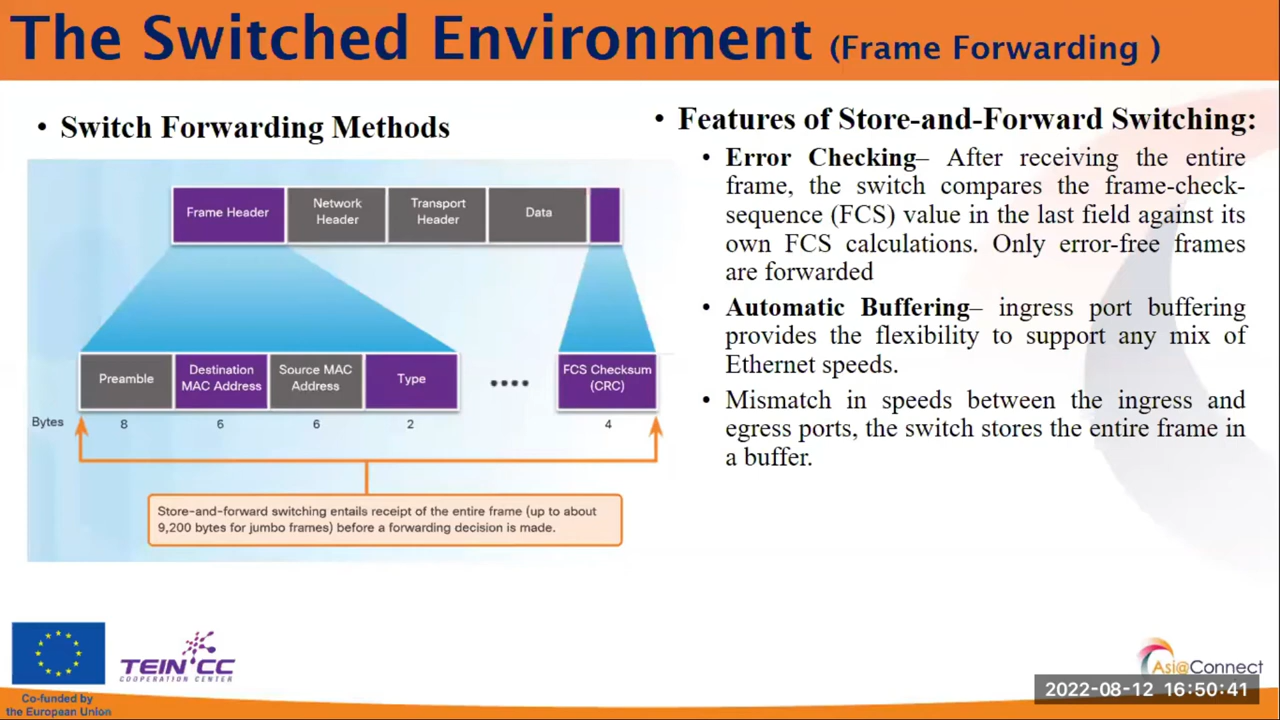 The Switched Environment (Frame Forwarding )
• Switch Forwarding Methods
Frame Header
Network
Header
Transport
Header
Data
Preamble
Destination
MAC Address
Source MAC
Address
Type
••••
FCS Checksum
(CRC)
Bytes
8
6
6
2
4
Store-and-forward switching entails receipt of the entire frame (up to about
9,200 bytes for jumbo frames) before a forwarding decision is made.
• Features of Store-and-Forward Switching:
• Error Checking– After receiving the entire
frame, the switch compares the frame-check-
sequence (FCS) value in the last field against its
own FCS calculations. Only error-free frames
are forwarded
• Automatic Buffering– ingress port buffering
provides the flexibility to support any mix of
Ethernet speeds.
• Mismatch in speeds between the ingress and
egress ports, the switch stores the entire frame in
a buffer.
Co-funded by
the European Union
TEIN*CC
COOPERATION CENTER
Asi@Connect
2022-08-12 16:50:41